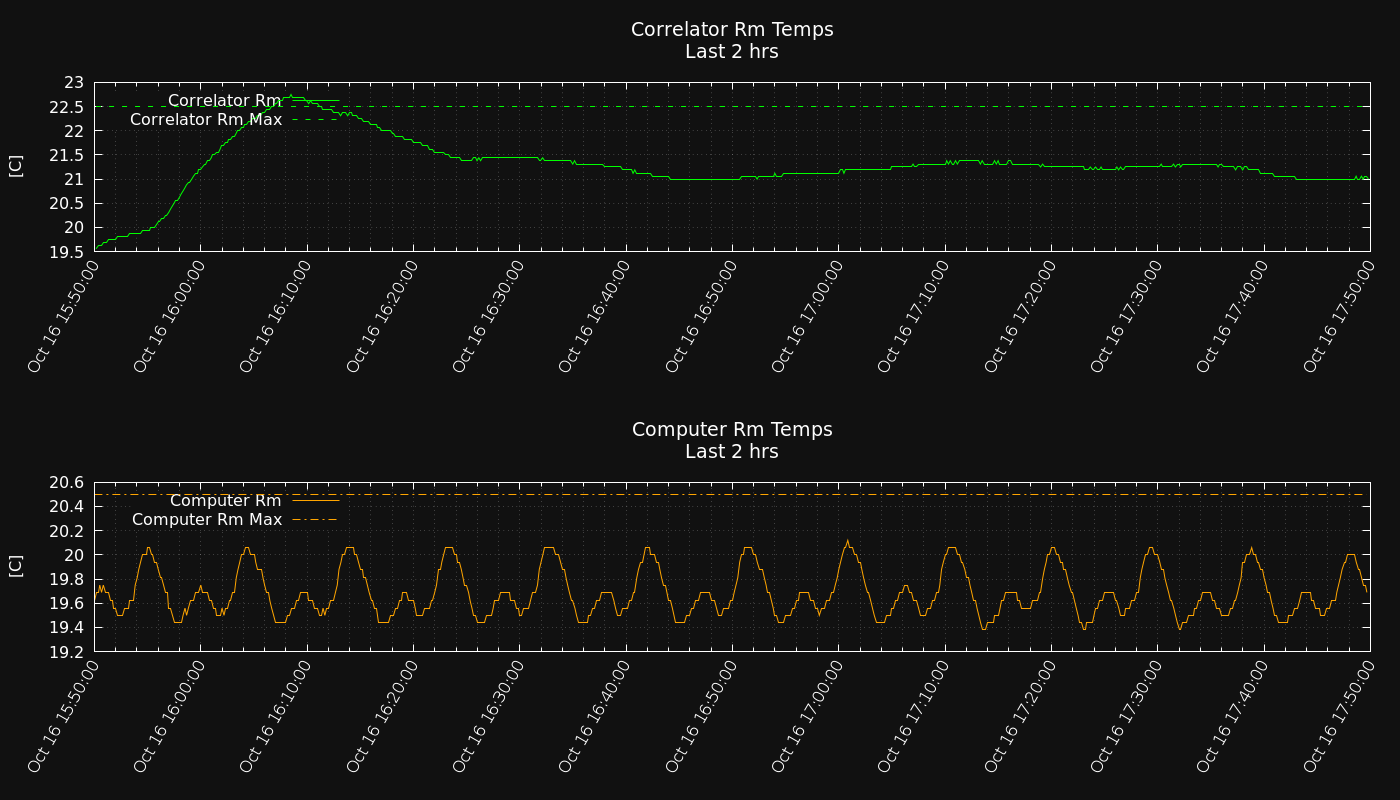 Correlator Rm Temps
Last 2 hrs
[C]
23
22.5
22
21.5
21
20.5
20
19.5
Correlator Rm
Correlator Rm Max
Oct 16 15:50:00
Oct 16 16:00:00
Oct 16 16:10:00
Oct 16 16:20:00
Oct 16 16:30:00
Oct 16 16:40:00
Oct 16 16:50:00
Oct 16 17:00:00
Oct 16 17:10:00
Oct 16 17:20:00
Oct 16 17:30:00
Oct 16 17:40:00
Oct 16 17:50:00
Computer Rm Temps
Last 2 hrs
[C]
20.6
20.4
20.2
20
19.8
19.6
19.4
19.2
Computer Rm
Computer Rm Max
Oct 16 15:50:00
Oct 16 16:00:00
Oct 16 16:10:00
Oct 16 16:20:00
Oct 16 16:30:00
Oct 16 16:40:00
Oct 16 16:50:00
Oct 16 17:00:00
Oct 16 17:10:00
Oct 16 17:20:00
Oct 16 17:30:00
Oct 16 17:40:00
Oct 16 17:50:00